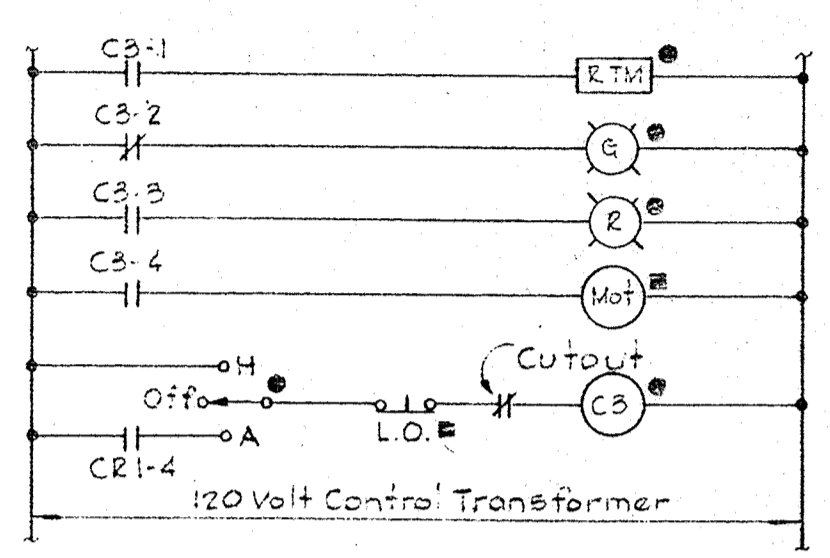 C3-1
RTM
C3-2
G
C3-3
R
C3-4
Mot
H
Cutout
Off
C3
L.O.
A
CR1-4
120 Volt Control Transformer